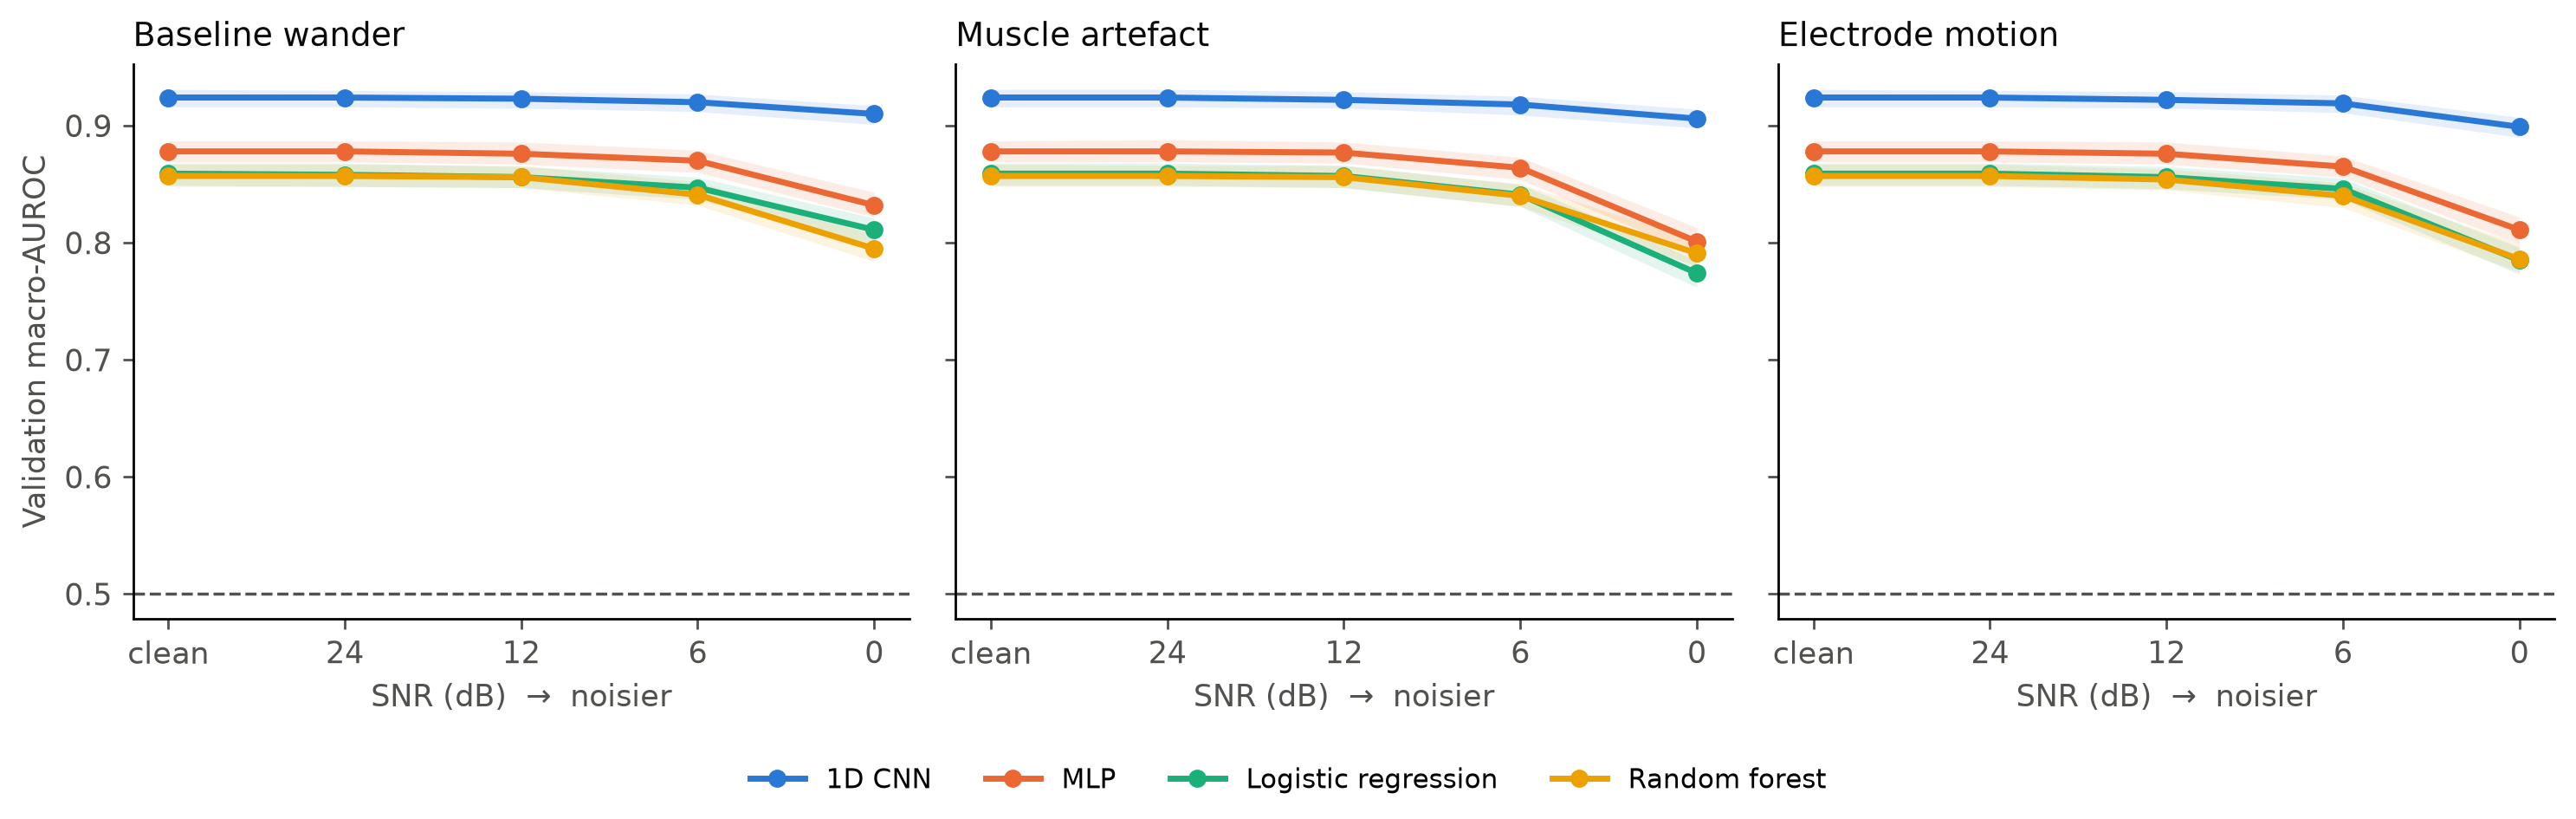 Baseline wander
Muscle artefact
Electrode motion
Validation macro-AUROC
0.9
0.8
0.7
0.6
0.5
clean 24 12 6 0
clean 24 12 6 0
clean 24 12 6 0
SNR (dB) → noisier
SNR (dB) → noisier
SNR (dB) → noisier
1D CNN MLP Logistic regression Random forest